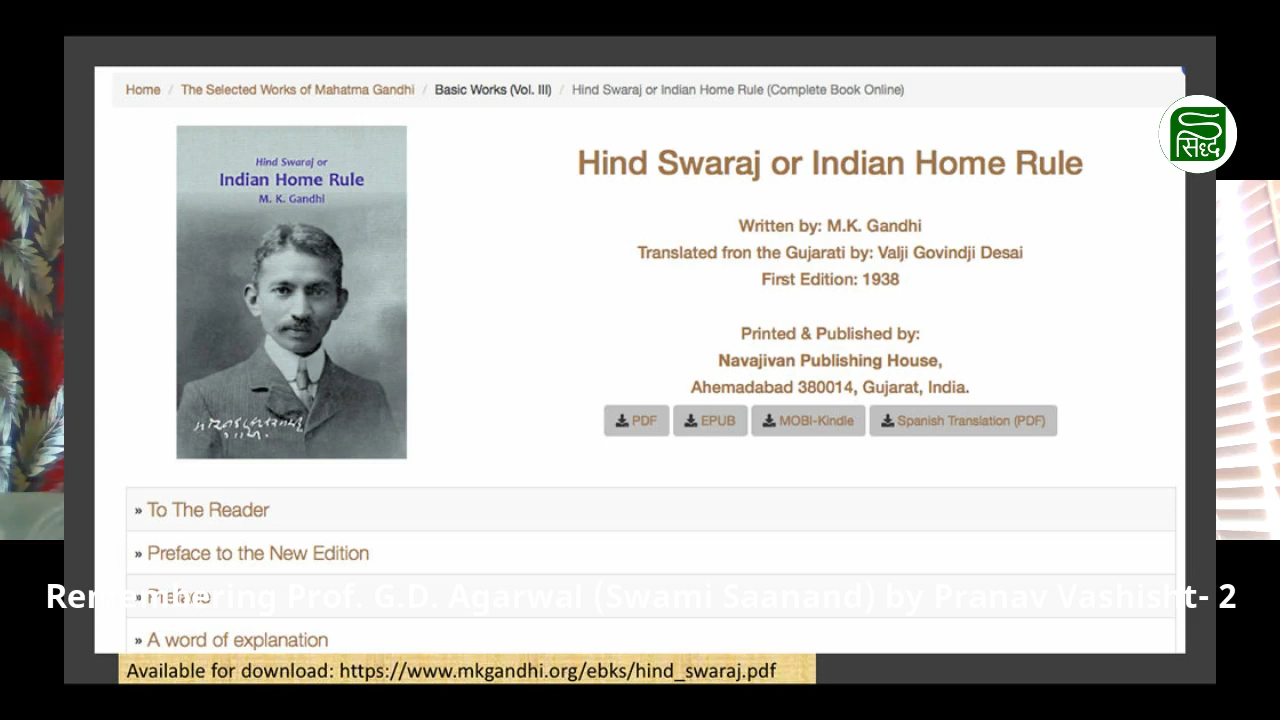 Home / The Selected Works of Mahatma Gandhi / Basic Works (Vol. III) / Hind Swaraj or Indian Home Rule (Complete Book Online)
सिध्द
Hind Swaraj or
Indian Home Rule
M. K. Gandhi
Hind Swaraj or Indian Home Rule
Written by: M.K. Gandhi
Translated fron the Gujarati by: Valji Govindji Desai
First Edition: 1938
Printed & Published by:
Navajivan Publishing House,
Ahemadabad 380014, Gujarat, India.
PDF EPUB MOBI-Kindle Spanish Translation (PDF)
» To The Reader
» Preface to the New Edition
» Preface
Remembering Prof. G.D. Agarwal (Swami Saanand) by Pranav Vashisht- 2
» A word of explanation
Available for download: https://www.mkgandhi.org/ebks/hind_swaraj.pdf